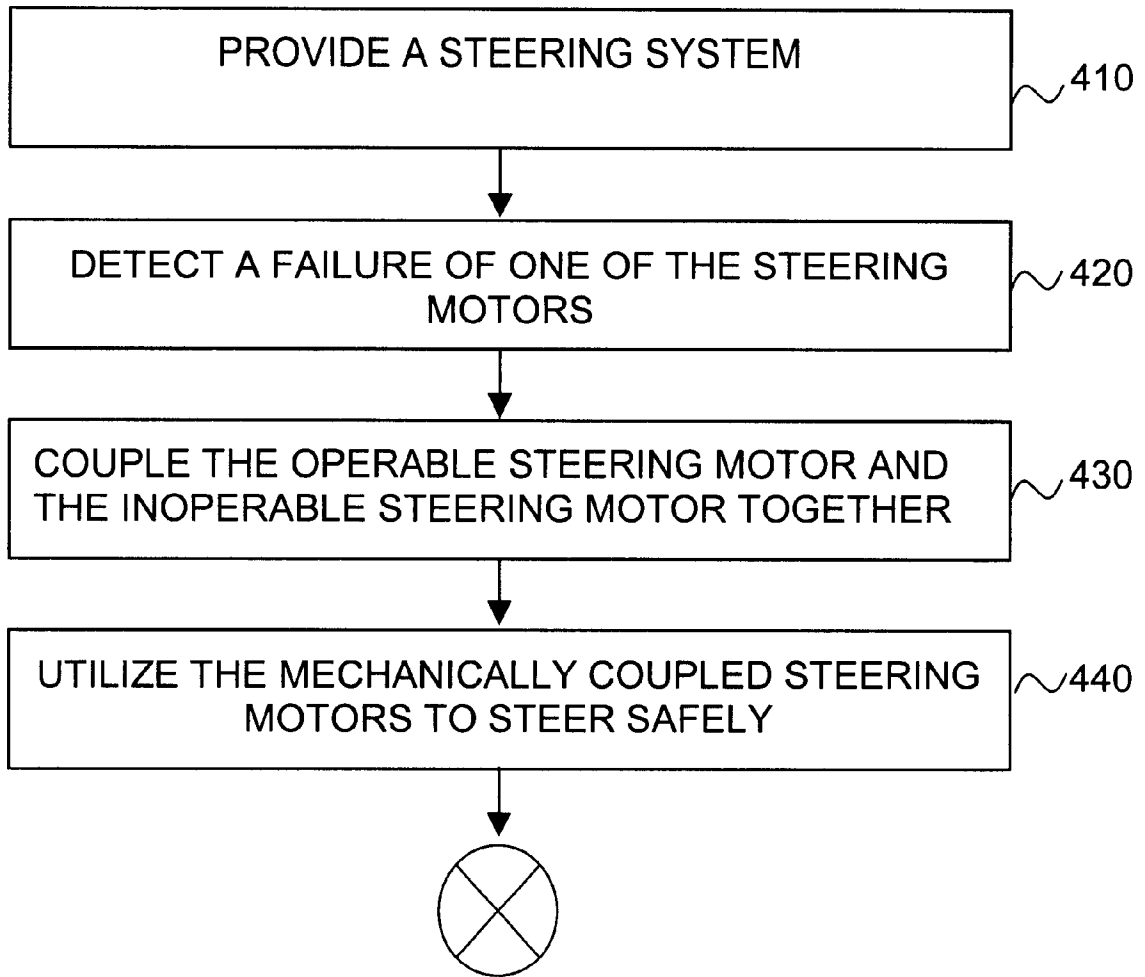 PROVIDE A STEERING SYSTEM
410
DETECT A FAILURE OF ONE OF THE STEERING
MOTORS
420
COUPLE THE OPERABLE STEERING MOTOR AND
THE INOPERABLE STEERING MOTOR TOGETHER
430
UTILIZE THE MECHANICALLY COUPLED STEERING
MOTORS TO STEER SAFELY
440